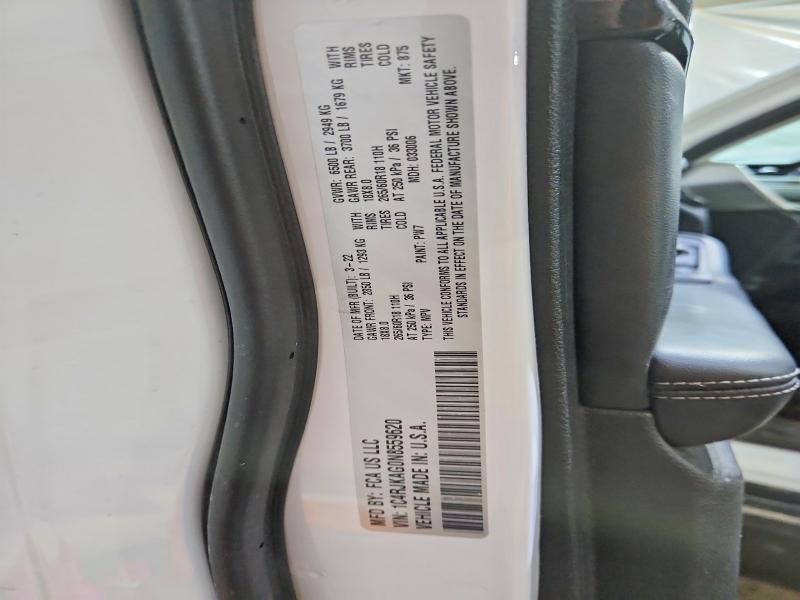 MFD BY: FCA US LLC
DATE OF MFR (BUILT): 3-22
GVWR: 6500 LB / 2949 KG
VIN: 1C4RJKAG0N8559620
GAWR FRONT: 2850 LB / 1293 KG WITH
GAWR REAR: 3700 LB / 1679 KG WITH
18X8.0 RIMS
18X8.0 RIMS
265/60R18 110H TIRES
265/60R18 110H TIRES
AT 250 kPa / 36 PSI COLD
AT 250 kPa / 36 PSI COLD
VEHICLE MADE IN: U.S.A.
TYPE: MPV
PAINT: PW7
MDH: 033006
MKT: 875
THIS VEHICLE CONFORMS TO ALL APPLICABLE U.S.A. FEDERAL MOTOR VEHICLE SAFETY
STANDARDS IN EFFECT ON THE DATE OF MANUFACTURE SHOWN ABOVE.